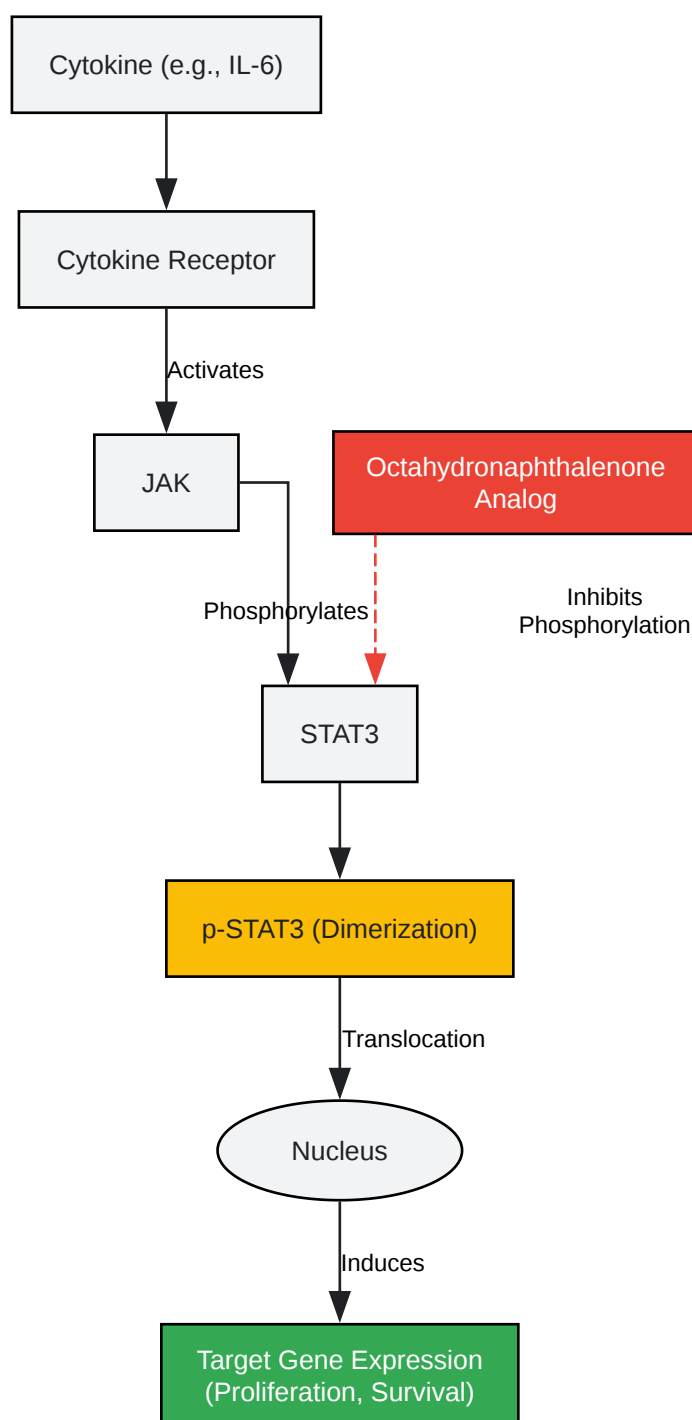 Cytokine (e.g., IL-6)
Cytokine Receptor
Activates
JAK
Octahydronaphthalenone
Analog
Phosphorylates
Inhibits
Phosphorylation
STAT3
p-STAT3 (Dimerization)
Translocation
Nucleus
Induces
Target Gene Expression
(Proliferation, Survival)